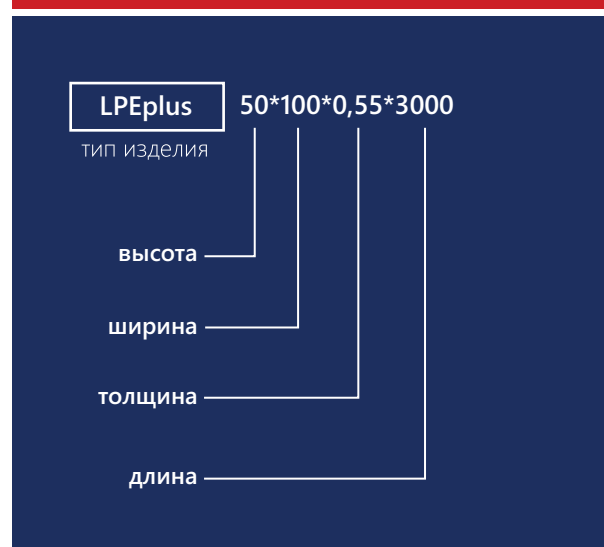 LPEplus 50*100*0,55*3000
тип изделия
высота
ширина
толщина
длина